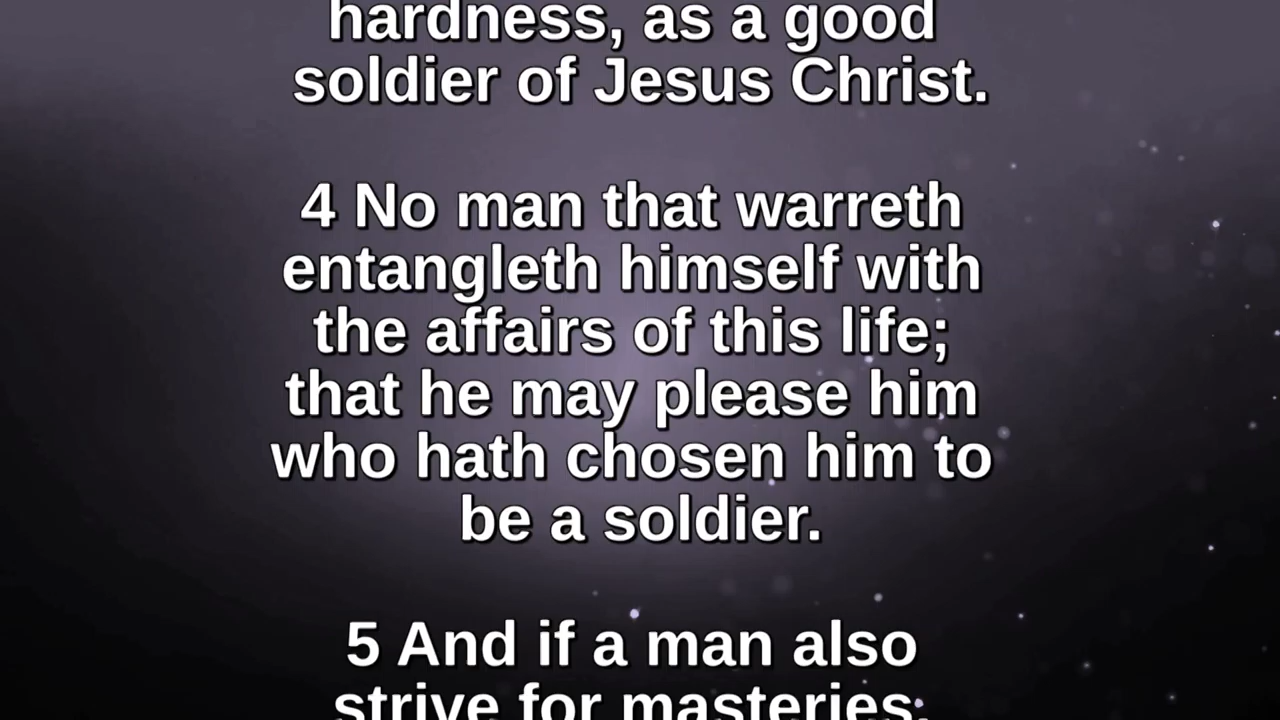 hardness, as a good
soldier of Jesus Christ.
4 No man that warreth
entangleth himself with
the affairs of this life;
that he may please him
who hath chosen him to
be a soldier.
5 And if a man also
strive for masteries,